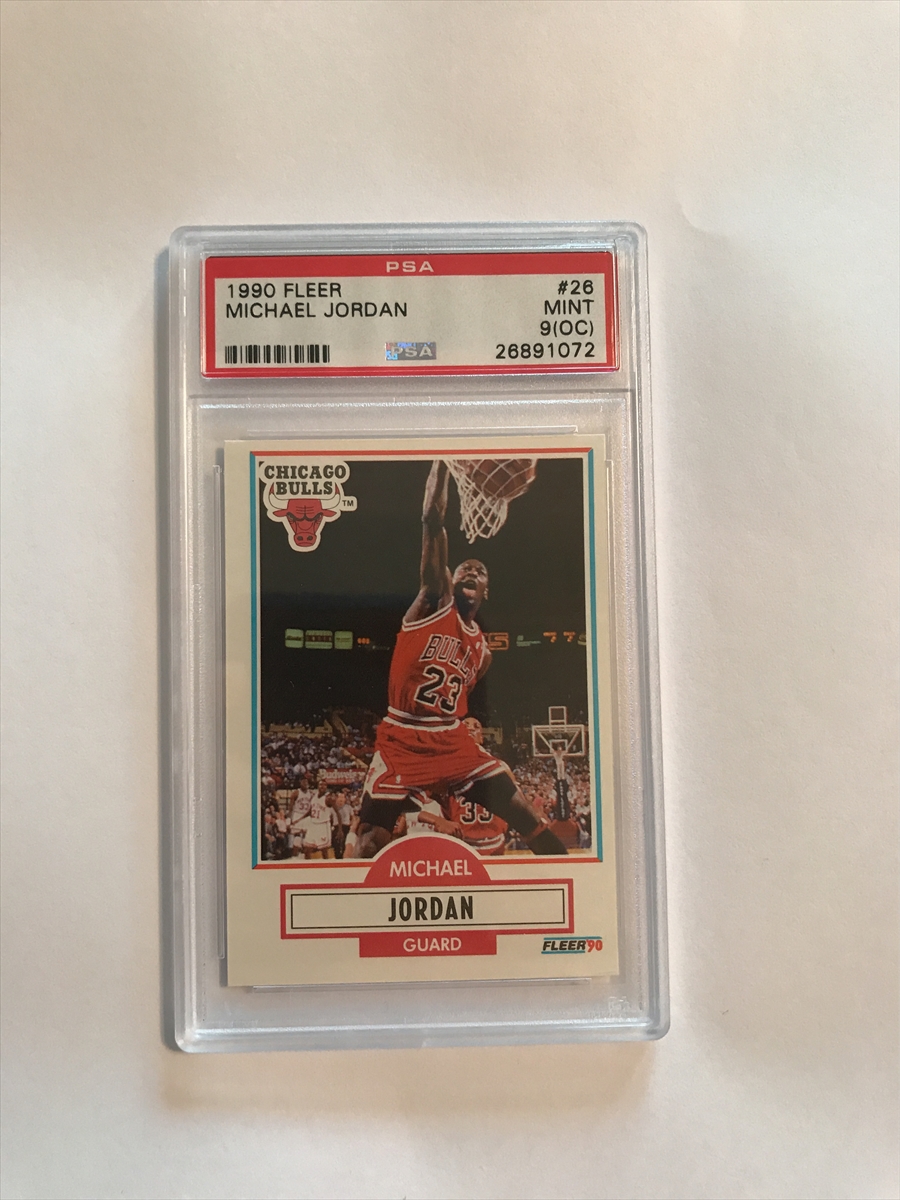 PSA
1990 FLEER #26
MICHAEL JORDAN MINT
9(OC)
PSA 26891072
CHICAGO
BULLS
TM
BULLS
23
33
MICHAEL
JORDAN
GUARD
FLEER'90